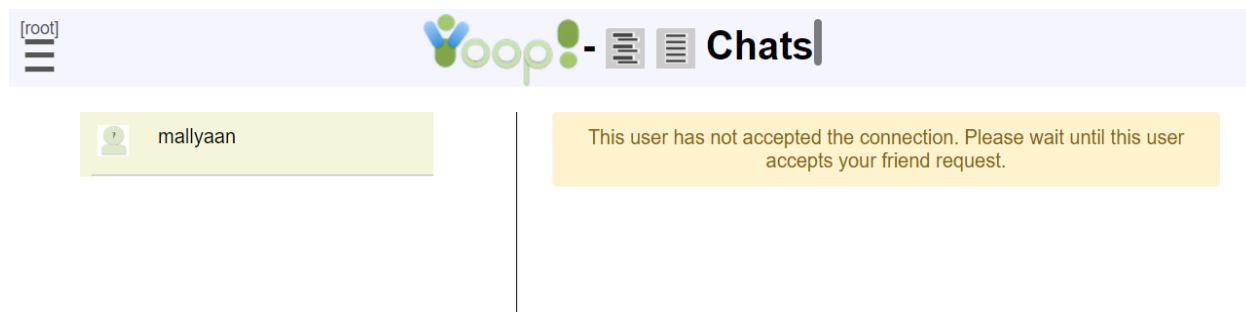 [root]
Yoop!- Chats
mallyaan
This user has not accepted the connection. Please wait until this user
accepts your friend request.